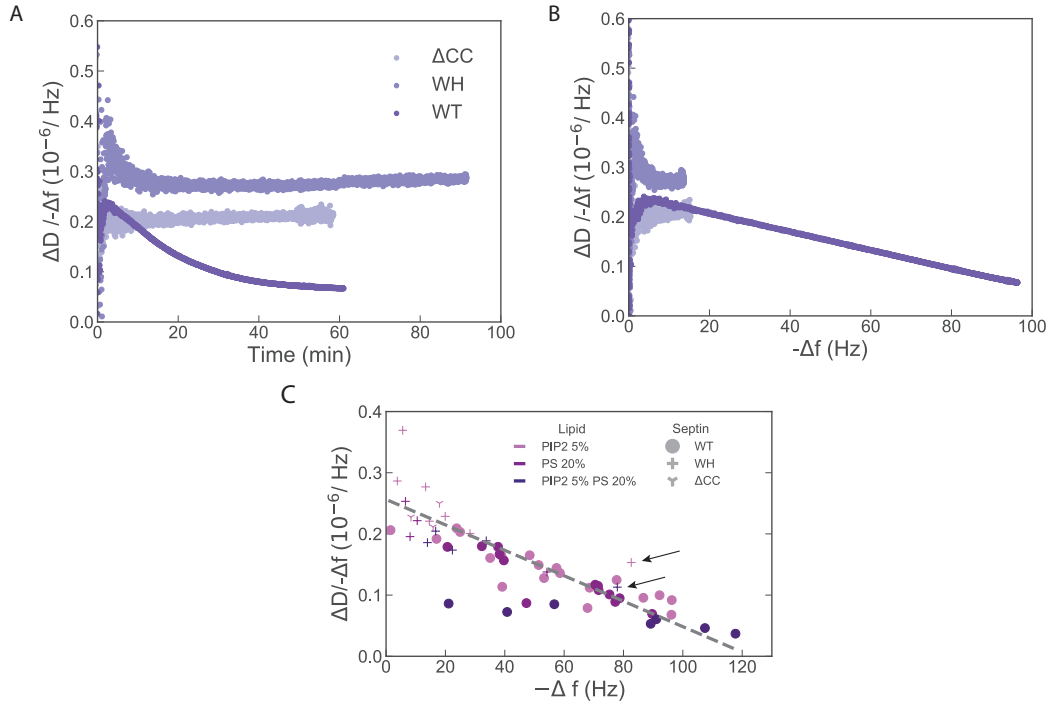 A
0.6
0.5
0.4
0.3
0.2
0.1
0.0
ΔD /-Δf (10⁻⁶/ Hz)
ΔCC
WH
WT
0
20
40
60
80
100
Time (min)
B
0.6
0.5
0.4
0.3
0.2
0.1
0.0
ΔD /-Δf (10⁻⁶/ Hz)
0
20
40
60
80
100
-Δf (Hz)
C
0.4
0.3
0.2
0.1
0.0
ΔD/-Δf (10⁻⁶/ Hz)
Lipid
PIP2 5%
PS 20%
PIP2 5% PS 20%
Septin
WT
WH
ΔCC
0
20
40
60
80
100
120
−Δ f (Hz)